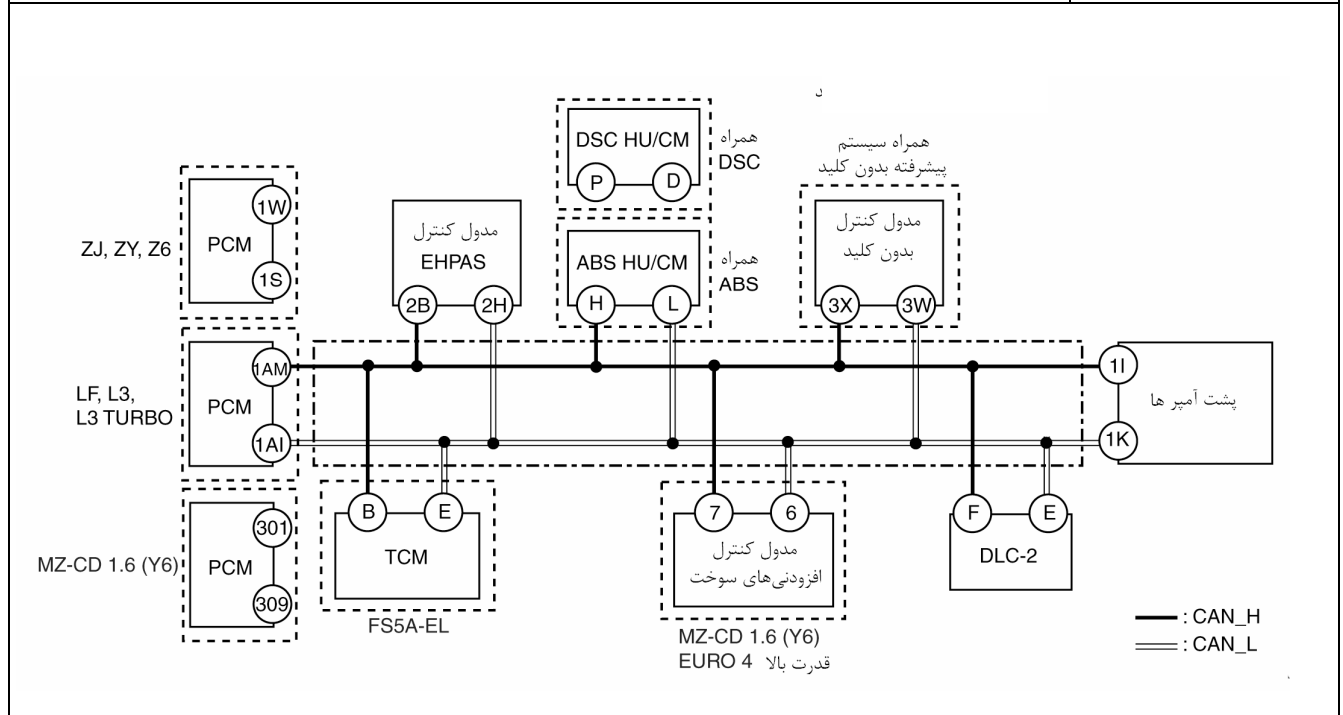 د
DSC HU/CM
P
D
همراه
DSC
همراه سیستم
پیشرفته بدون کلید
ZJ, ZY, Z6
PCM
1W
1S
مدول کنترل
EHPAS
2B
2H
ABS HU/CM
H
L
همراه
ABS
مدول کنترل
بدون کلید
3X
3W
LF, L3,
L3 TURBO
PCM
1AM
1AI
1I
1K
پشت آمپر ها
MZ-CD 1.6 (Y6)
PCM
301
309
B
E
TCM
FS5A-EL
7
6
مدول کنترل
افزودنی‌های سوخت
MZ-CD 1.6 (Y6)
EURO 4 قدرت بالا
F
E
DLC-2
: CAN_H
: CAN_L